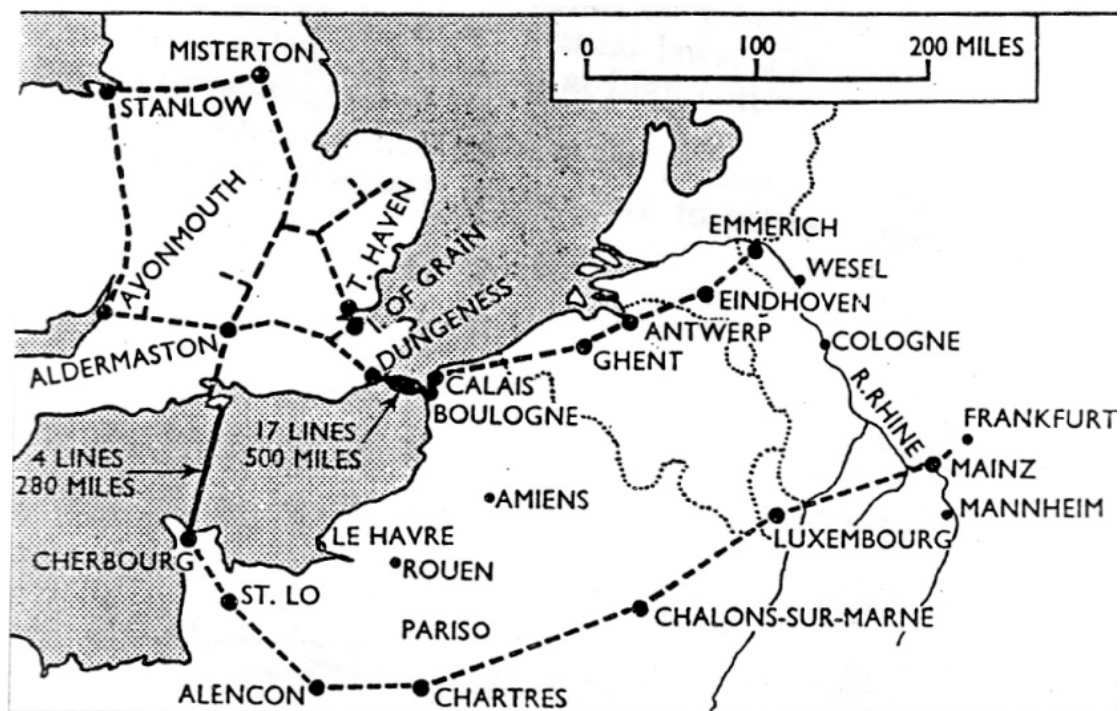 0 100 200 MILES
MISTERTON
STANLOW
AVONMOUTH
T. HAVEN
I. OF GRAIN
DUNGENESS
ALDERMASTON
EMMERICH
WESEL
EINDHOVEN
ANTWERP
COLOGNE
GHENT
CALAIS
BOULOGNE
R. RHINE
17 LINES
500 MILES
4 LINES
280 MILES
FRANKFURT
MAINZ
MANNHEIM
AMIENS
LUXEMBOURG
CHERBOURG
LE HAVRE
ROUEN
ST. LO
PARISO
CHALONS-SUR-MARNE
ALENCON
CHARTRES